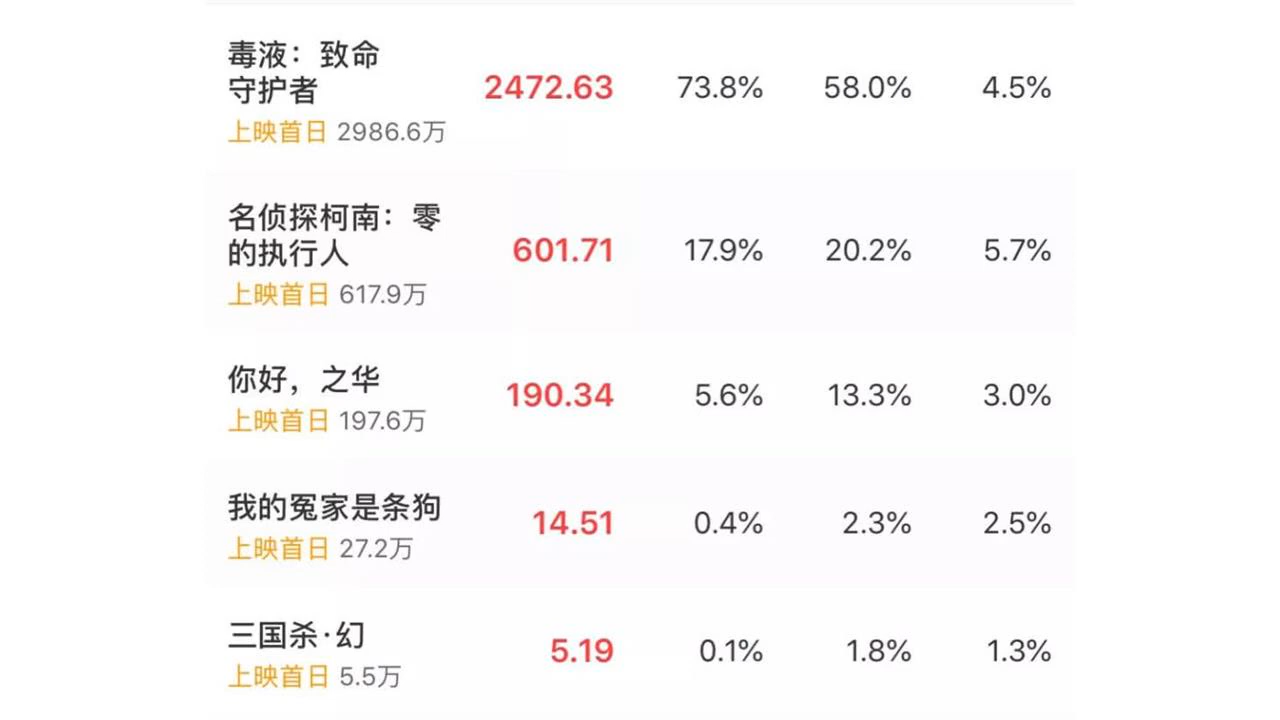 毒液：致命
守护者
2472.63 73.8% 58.0% 4.5%
上映首日 2986.6万
名侦探柯南：零
的执行人
601.71 17.9% 20.2% 5.7%
上映首日 617.9万
你好，之华
190.34 5.6% 13.3% 3.0%
上映首日 197.6万
我的冤家是条狗
14.51 0.4% 2.3% 2.5%
上映首日 27.2万
三国杀·幻
5.19 0.1% 1.8% 1.3%
上映首日 5.5万